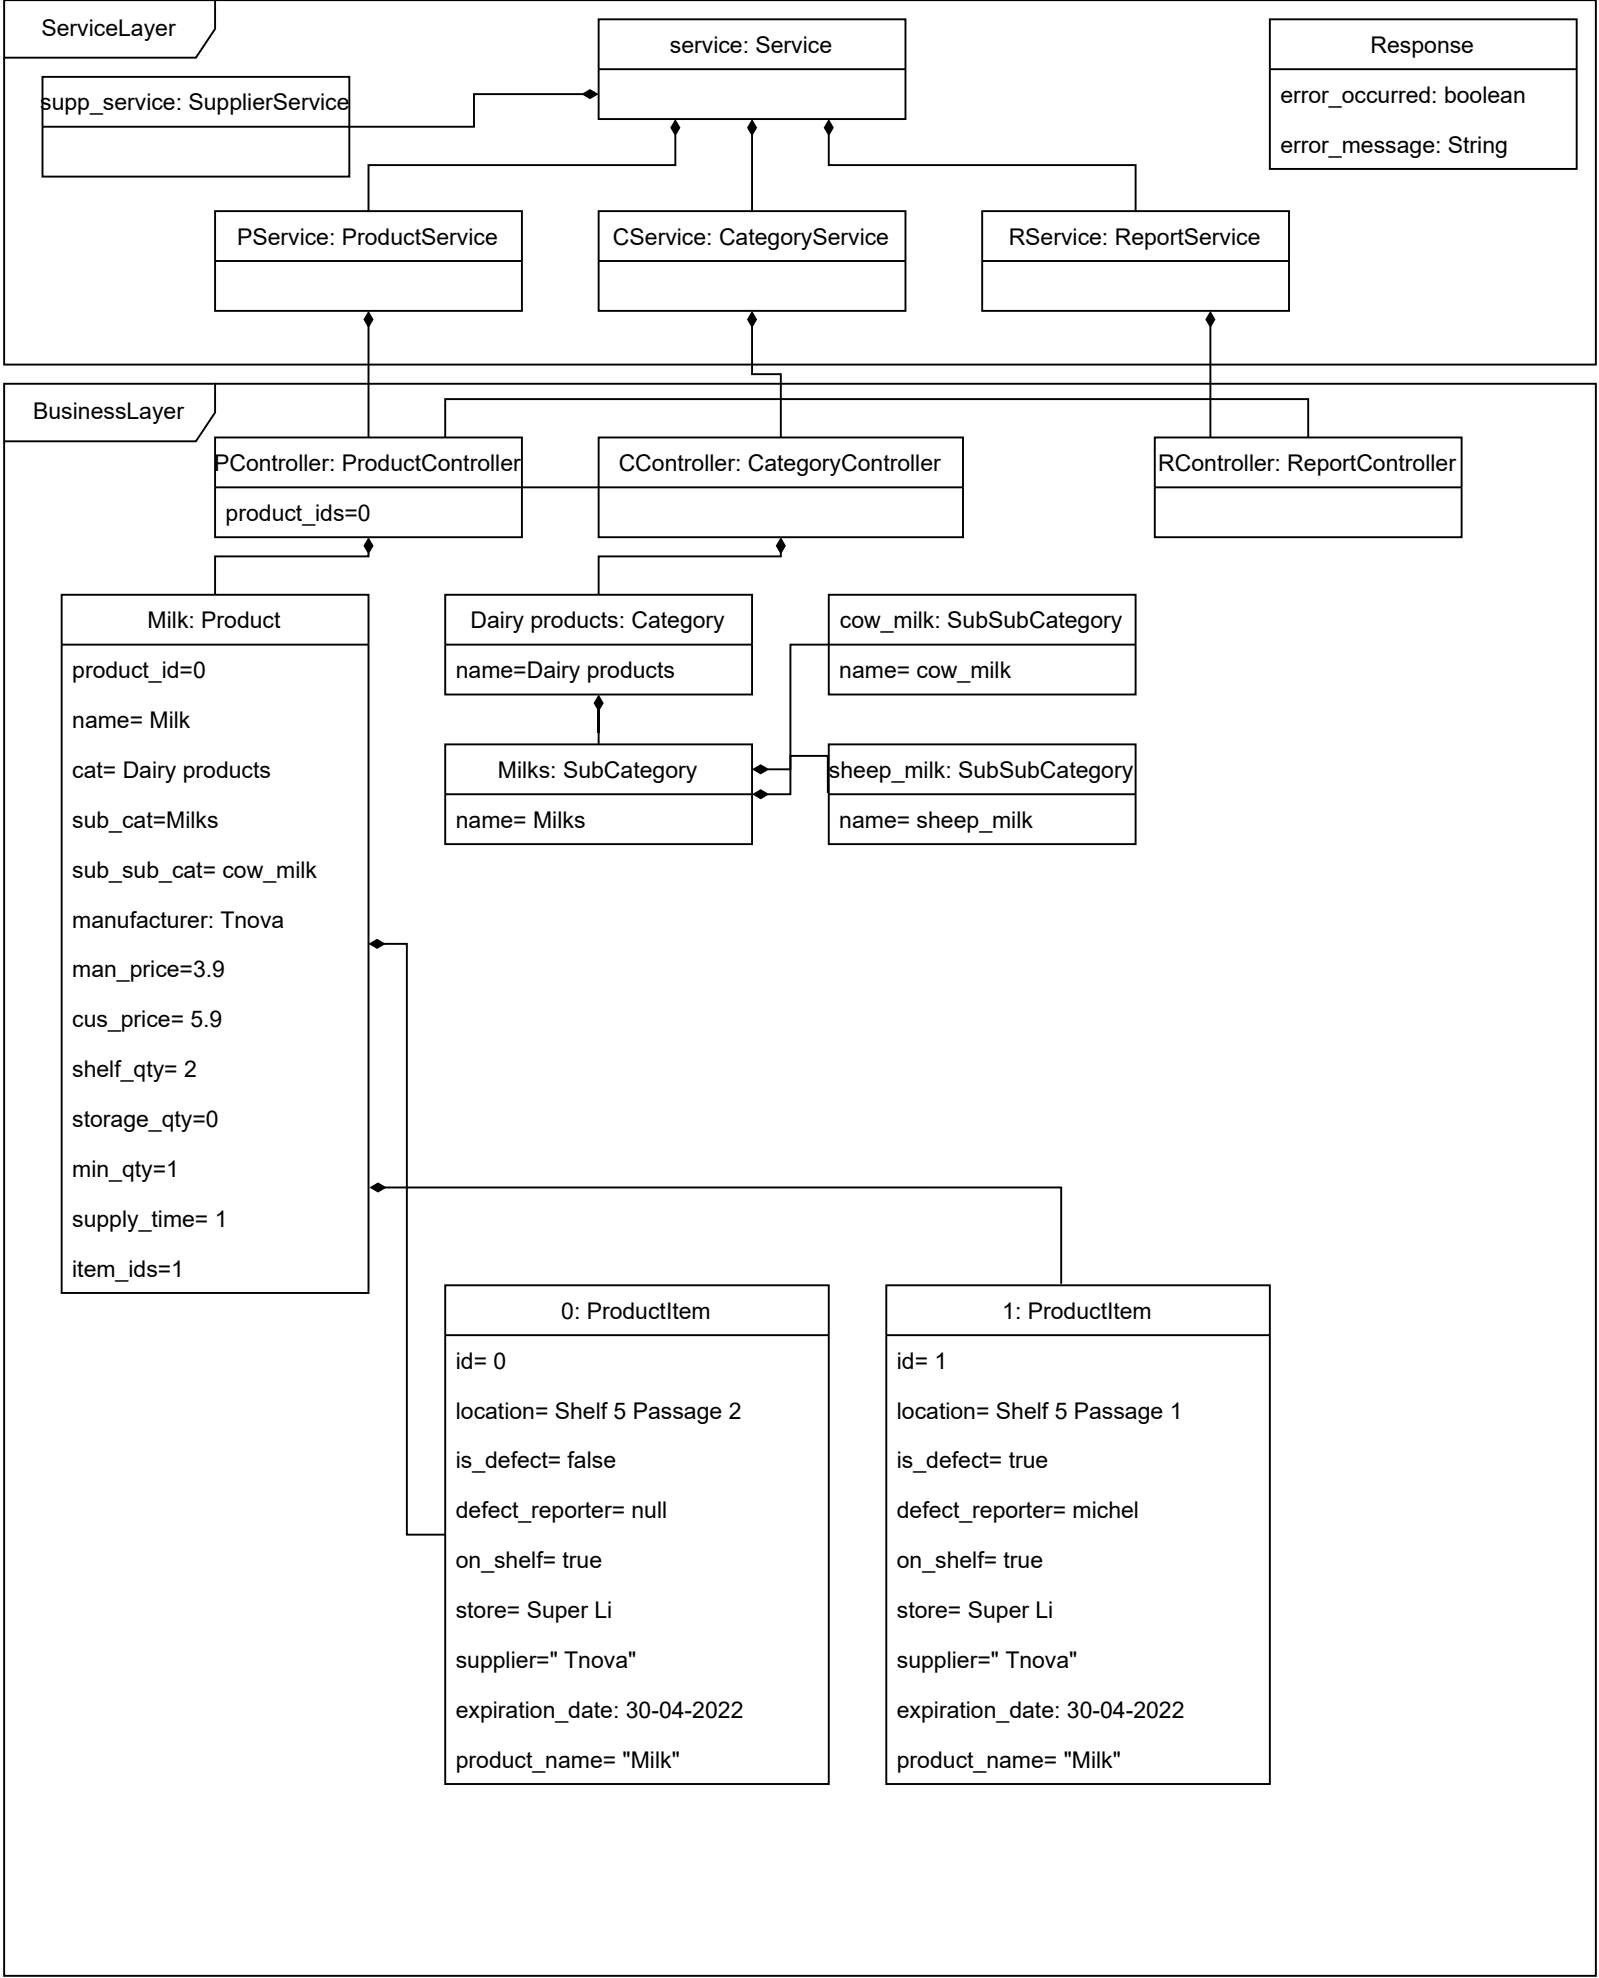 ServiceLayer
service: Service
Response
error_occurred: boolean
error_message: String
supp_service: SupplierService
PService: ProductService
CService: CategoryService
RService: ReportService
BusinessLayer
PController: ProductController
product_ids=0
CController: CategoryController
RController: ReportController
Milk: Product
product_id=0
name= Milk
cat= Dairy products
sub_cat=Milks
sub_sub_cat= cow_milk
manufacturer: Tnova
man_price=3.9
cus_price= 5.9
shelf_qty= 2
storage_qty=0
min_qty=1
supply_time= 1
item_ids=1
Dairy products: Category
name=Dairy products
cow_milk: SubSubCategory
name= cow_milk
Milks: SubCategory
name= Milks
sheep_milk: SubSubCategory
name= sheep_milk
0: ProductItem
id= 0
location= Shelf 5 Passage 2
is_defect= false
defect_reporter= null
on_shelf= true
store= Super Li
supplier=" Tnova"
expiration_date: 30-04-2022
product_name= "Milk"
1: ProductItem
id= 1
location= Shelf 5 Passage 1
is_defect= true
defect_reporter= michel
on_shelf= true
store= Super Li
supplier=" Tnova"
expiration_date: 30-04-2022
product_name= "Milk"